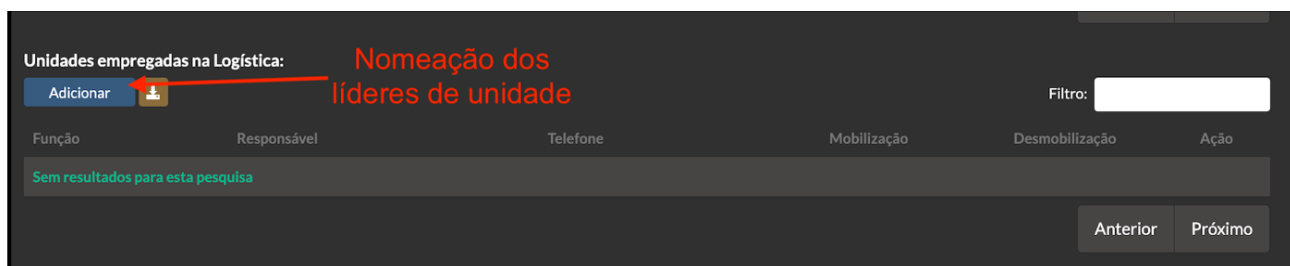 Unidades empregadas na Logística:
Nomeação dos
líderes de unidade
Adicionar
Filtro:
Função Responsável Telefone Mobilização Desmobilização Ação
Sem resultados para esta pesquisa
Anterior Próximo